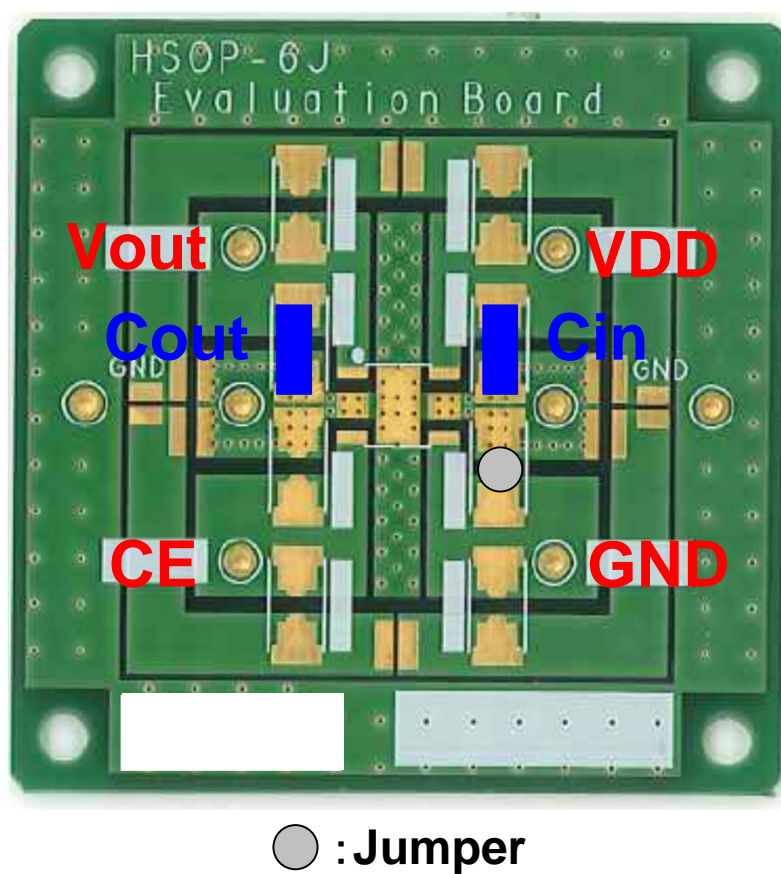 HSOP-6J
Evaluation Board
Vout
VDD
Cout
Cin
GND
GND
CE
GND
: Jumper